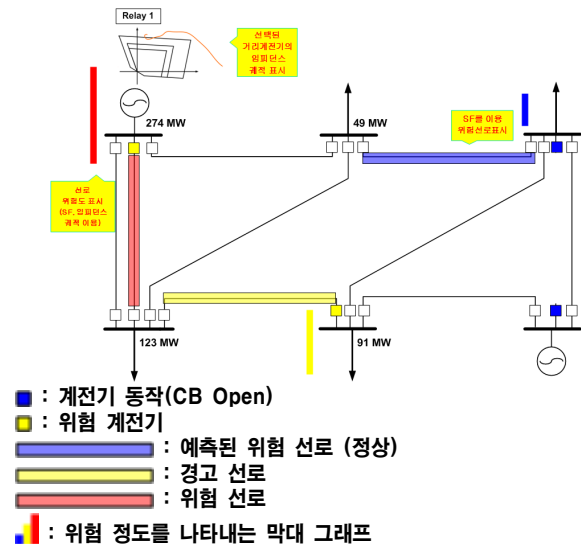 Relay 1
선택된
거리계전기의
임피던스
궤적 표시
274 MW
49 MW
SF를 이용
위험선로표시
선로
위험도 표시
(SF, 임피던스
궤적 이용)
123 MW
91 MW
: 계전기 동작(CB Open)
: 위험 계전기
: 예측된 위험 선로 (정상)
: 경고 선로
: 위험 선로
: 위험 정도를 나타내는 막대 그래프